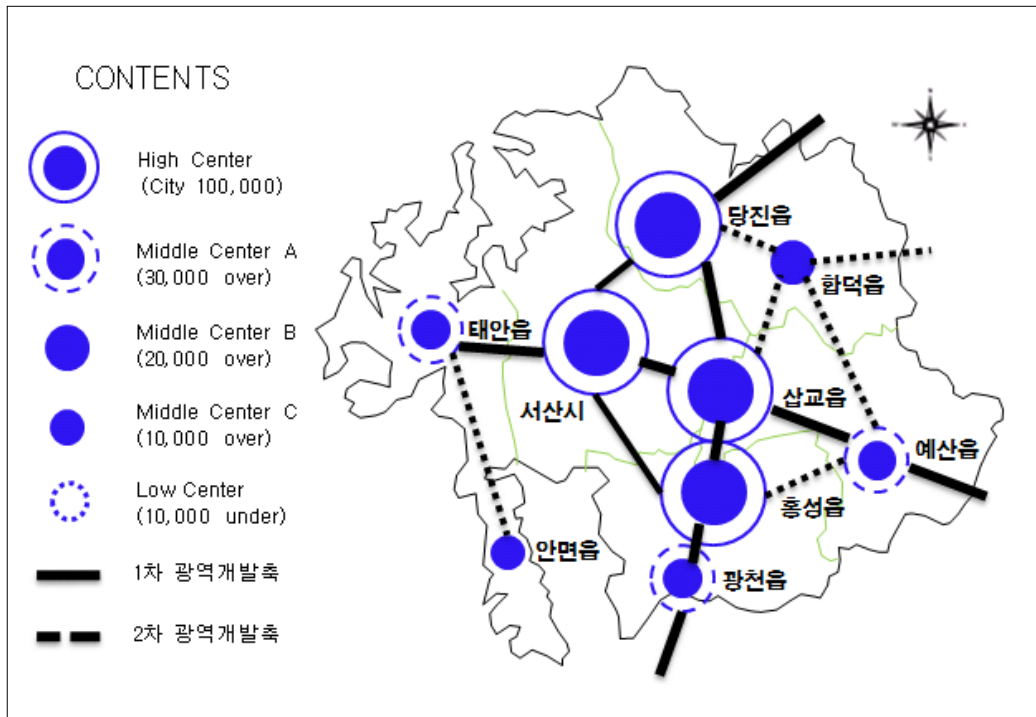 CONTENTS
High Center
(City 100,000)
Middle Center A
(30,000 over)
Middle Center B
(20,000 over)
Middle Center C
(10,000 over)
Low Center
(10,000 under)
1차 광역개발축
2차 광역개발축
당진읍
합덕읍
태안읍
서산시
삽교읍
예산읍
홍성읍
안면읍
광천읍